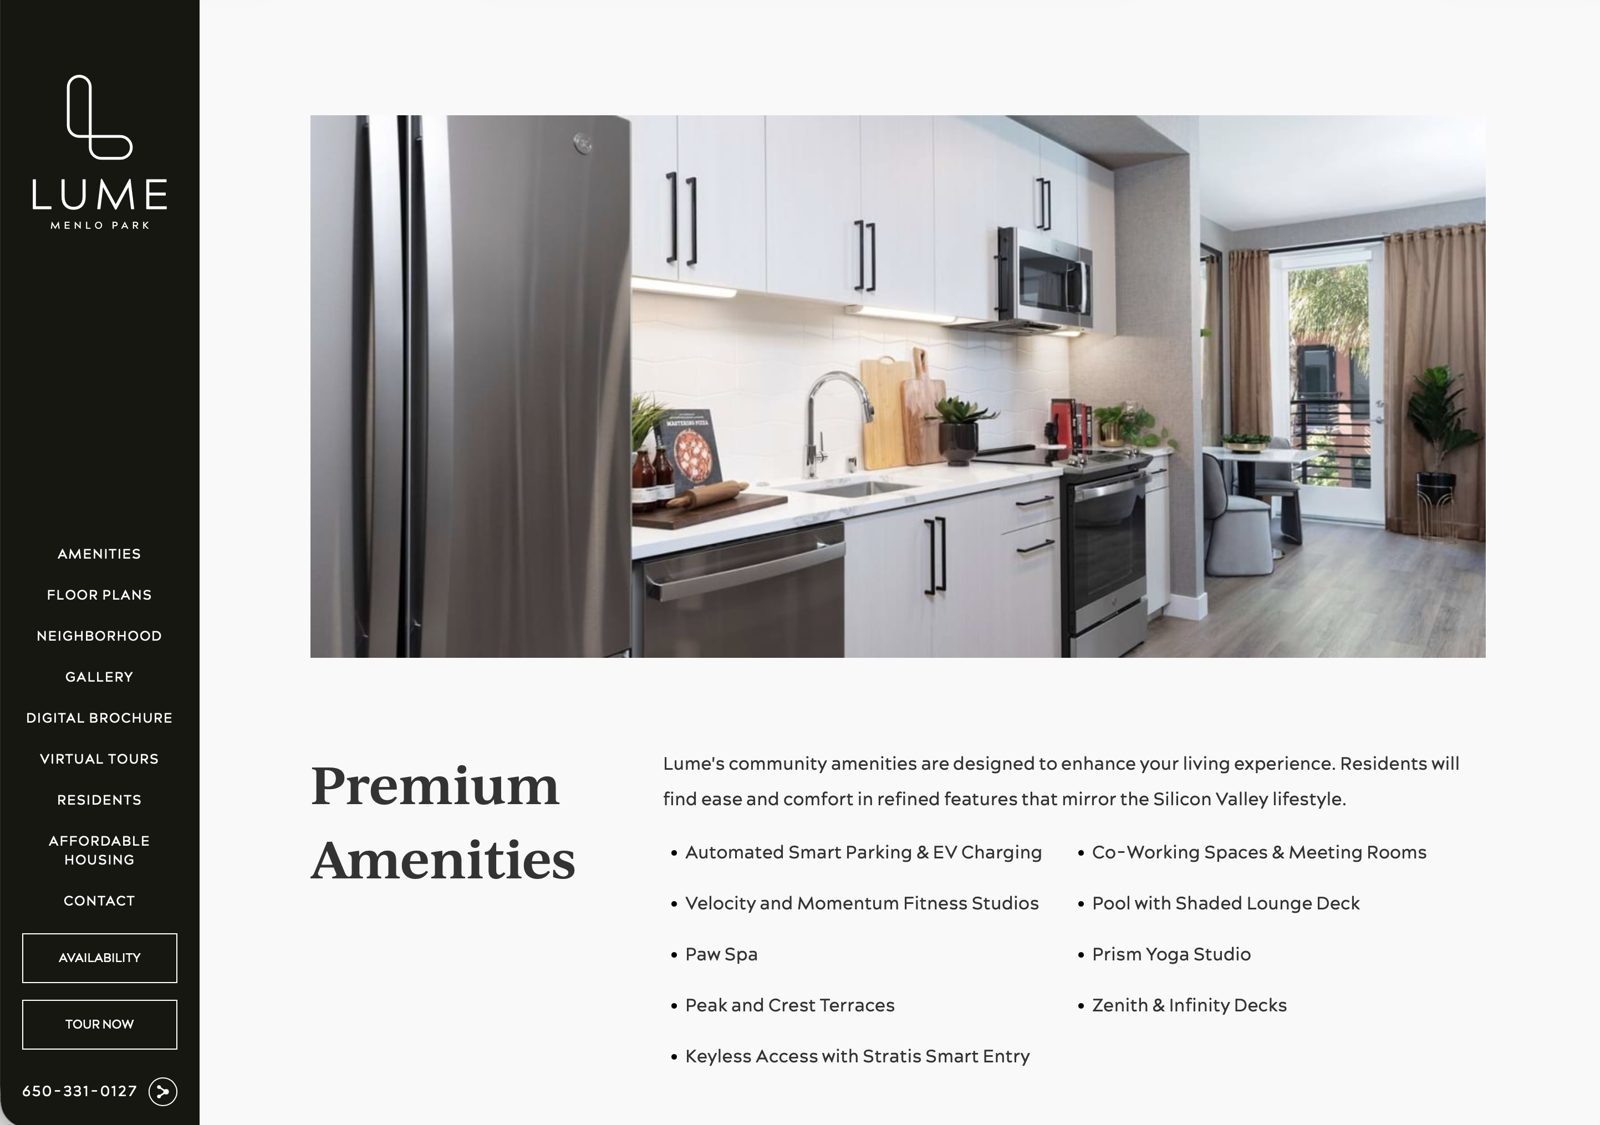 LUME
MENLO PARK
AMENITIES
FLOOR PLANS
NEIGHBORHOOD
GALLERY
DIGITAL BROCHURE
VIRTUAL TOURS
RESIDENTS
AFFORDABLE
HOUSING
CONTACT
AVAILABILITY
TOUR NOW
650-331-0127
MASTERING PIZZA
Premium
Amenities
Lume's community amenities are designed to enhance your living experience. Residents will
find ease and comfort in refined features that mirror the Silicon Valley lifestyle.
• Automated Smart Parking & EV Charging
• Velocity and Momentum Fitness Studios
• Paw Spa
• Peak and Crest Terraces
• Keyless Access with Stratis Smart Entry
• Co-Working Spaces & Meeting Rooms
• Pool with Shaded Lounge Deck
• Prism Yoga Studio
• Zenith & Infinity Decks